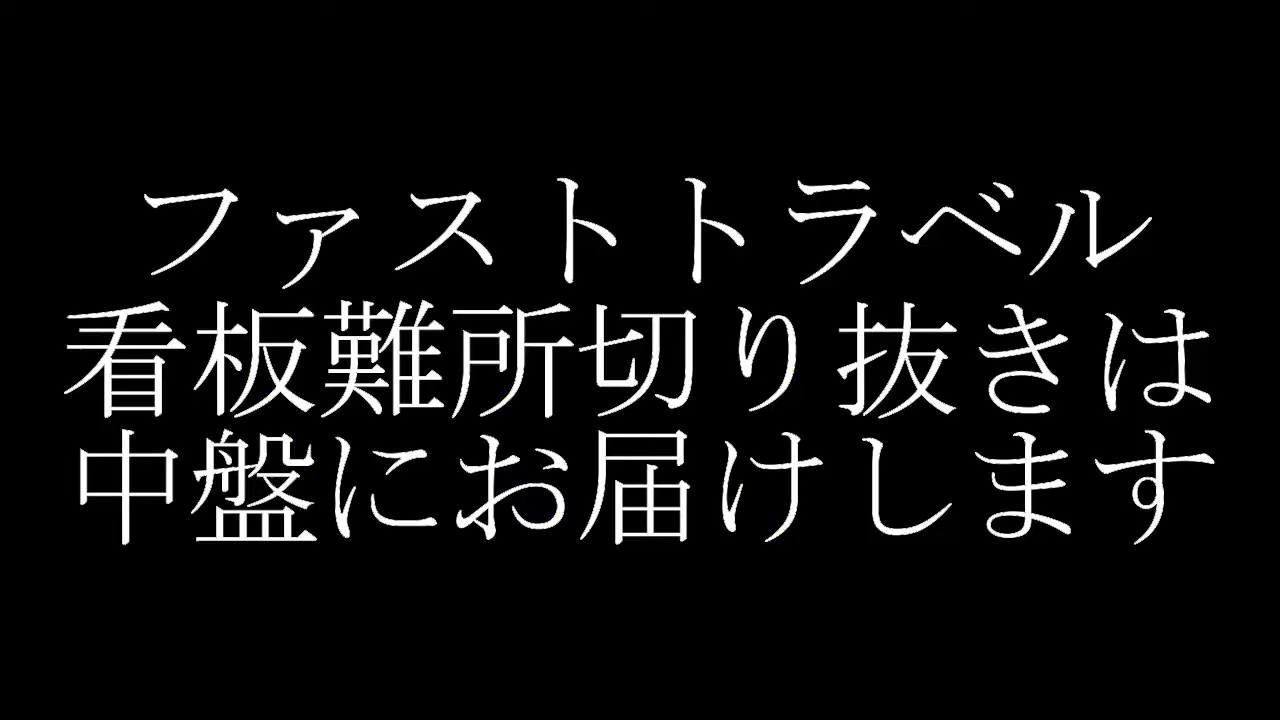 ファストトラベル
看板難所切り抜きは
中盤にお届けします